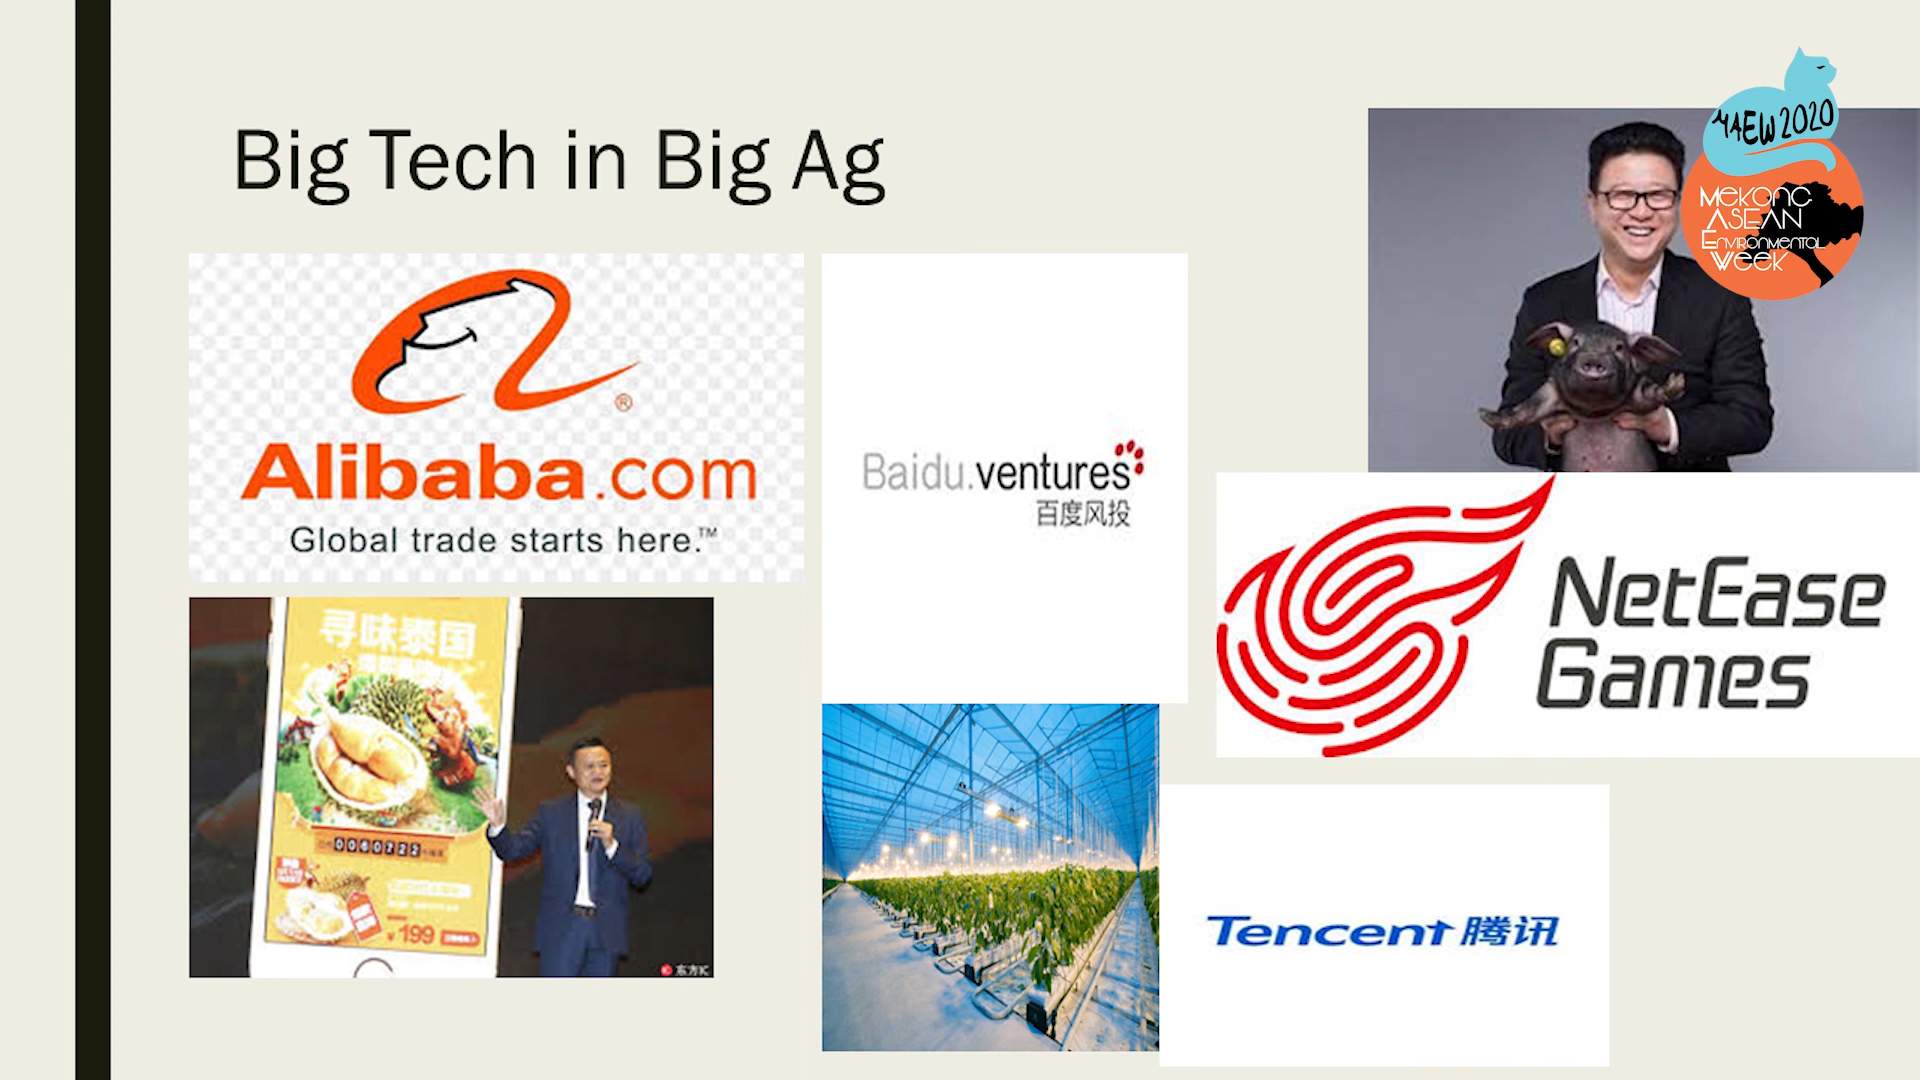 Big Tech in Big Ag
MAEW 2020
MEKONG
ASEAN
ENVIRONMENTAL
WEEK
Alibaba.com
Global trade starts here.™
Baidu.ventures
百度风投
NetEase
Games
寻味泰国
0060722
¥199
东方IC
Tencent 腾讯